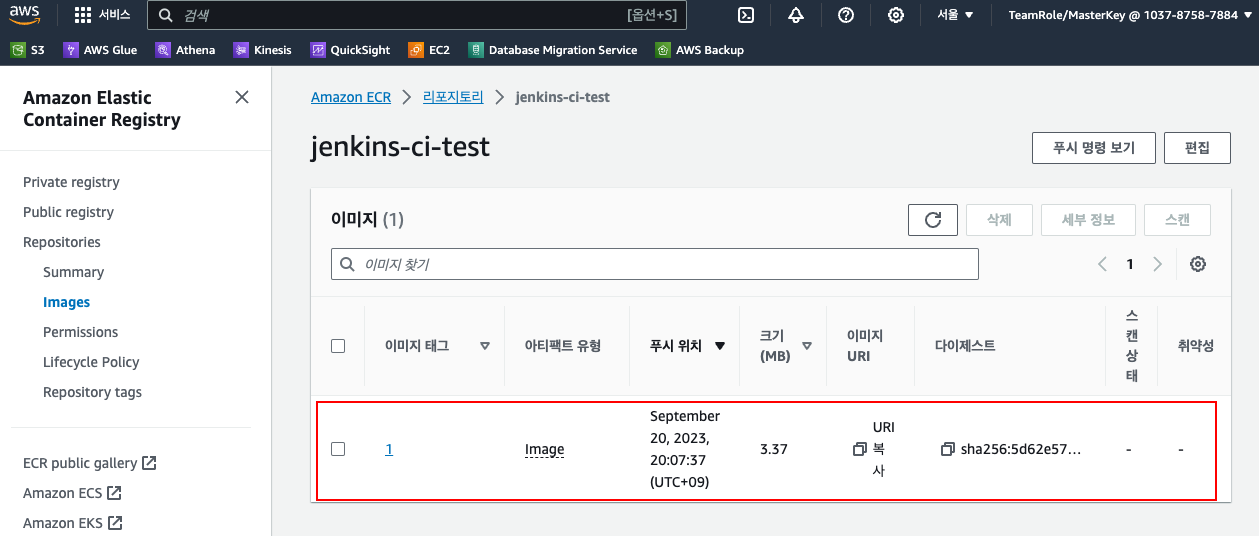 aws 서비스 검색 [옵션+S] 서울 TeamRole/MasterKey @ 1037-8758-7884
S3 AWS Glue Athena Kinesis QuickSight EC2 Database Migration Service AWS Backup
Amazon Elastic
Container Registry
Private registry
Public registry
Repositories
Summary
Images
Permissions
Lifecycle Policy
Repository tags
ECR public gallery
Amazon ECS
Amazon EKS
Amazon ECR 리포지토리 jenkins-ci-test
jenkins-ci-test
푸시 명령 보기 편집
이미지 (1)
삭제 세부 정보 스캔
이미지 찾기
1
이미지 태그
아티팩트 유형
푸시 위치
크기
(MB)
이미지
URI
다이제스트
스
캔
상
태
취약성
1
Image
September
20, 2023,
20:07:37
(UTC+09)
3.37
URI
복
사
sha256:5d62e57...
-
-